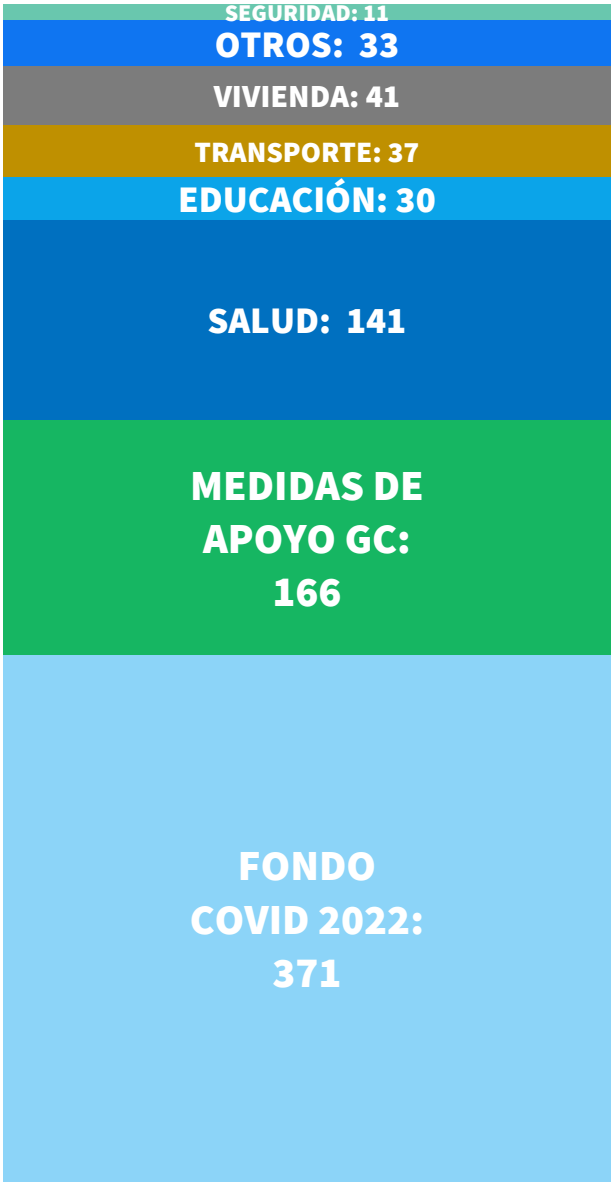 SEGURIDAD: 11
OTROS: 33
VIVIENDA: 41
TRANSPORTE: 37
EDUCACIÓN: 30
SALUD: 141
MEDIDAS DE
APOYO GC:
166
FONDO
COVID 2022:
371